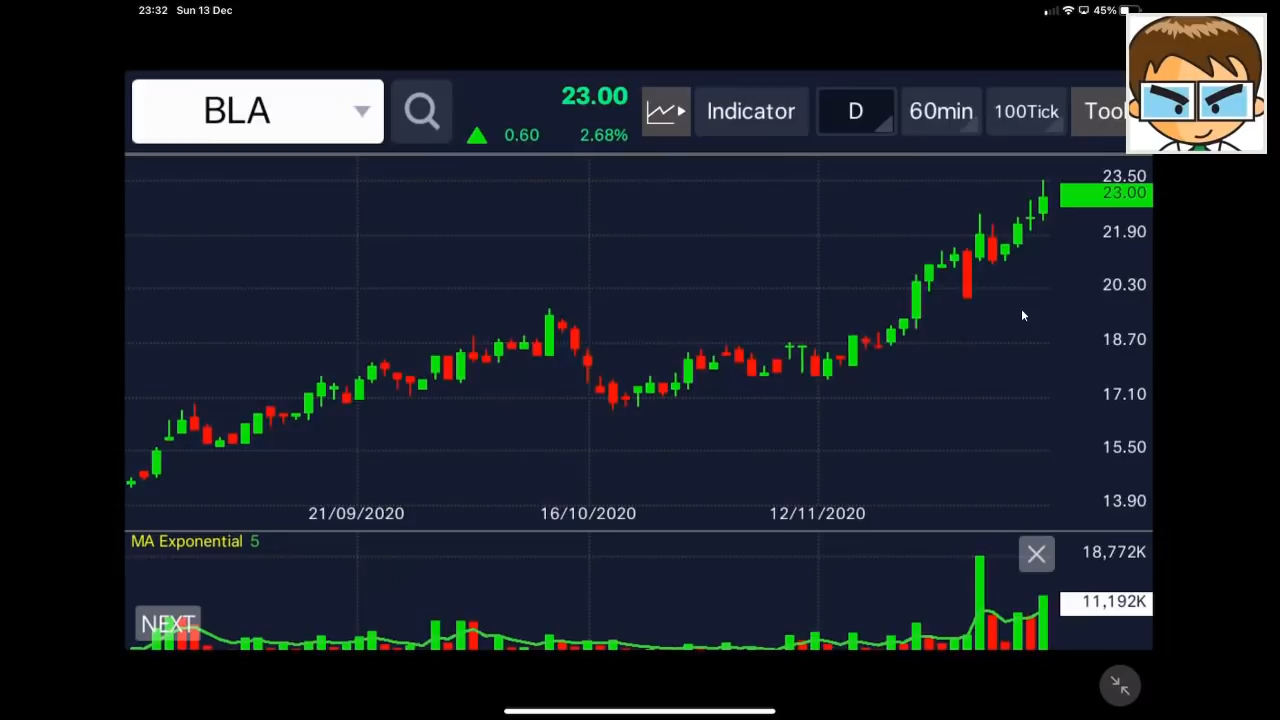 23:32 Sun 13 Dec
45%
BLA
23.00
0.60 2.68%
Indicator
D
60min
100Tick
Tool
23.50
23.00
21.90
20.30
18.70
17.10
15.50
13.90
21/09/2020 16/10/2020 12/11/2020
MA Exponential 5
18,772K
11,192K
NEXT